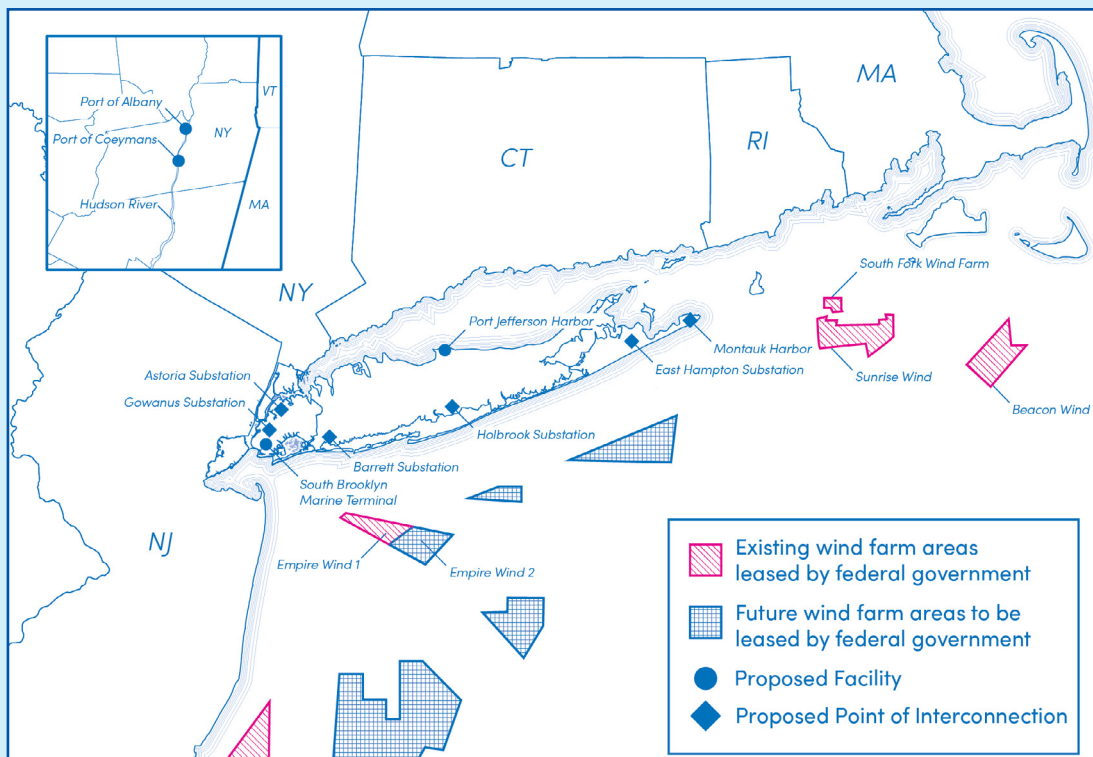 MA
VT
Port of Albany
NY
Port of Coeymans
CT
RI
Hudson River
MA
South Fork Wind Farm
NY
Port Jefferson Harbor
Montauk Harbor
Astoria Substation
East Hampton Substation
Sunrise Wind
Gowanus Substation
Beacon Wind
Holbrook Substation
Barrett Substation
South Brooklyn
Marine Terminal
NJ
Empire Wind 1
Empire Wind 2
Existing wind farm areas
leased by federal government
Future wind farm areas to be
leased by federal government
Proposed Facility
Proposed Point of Interconnection